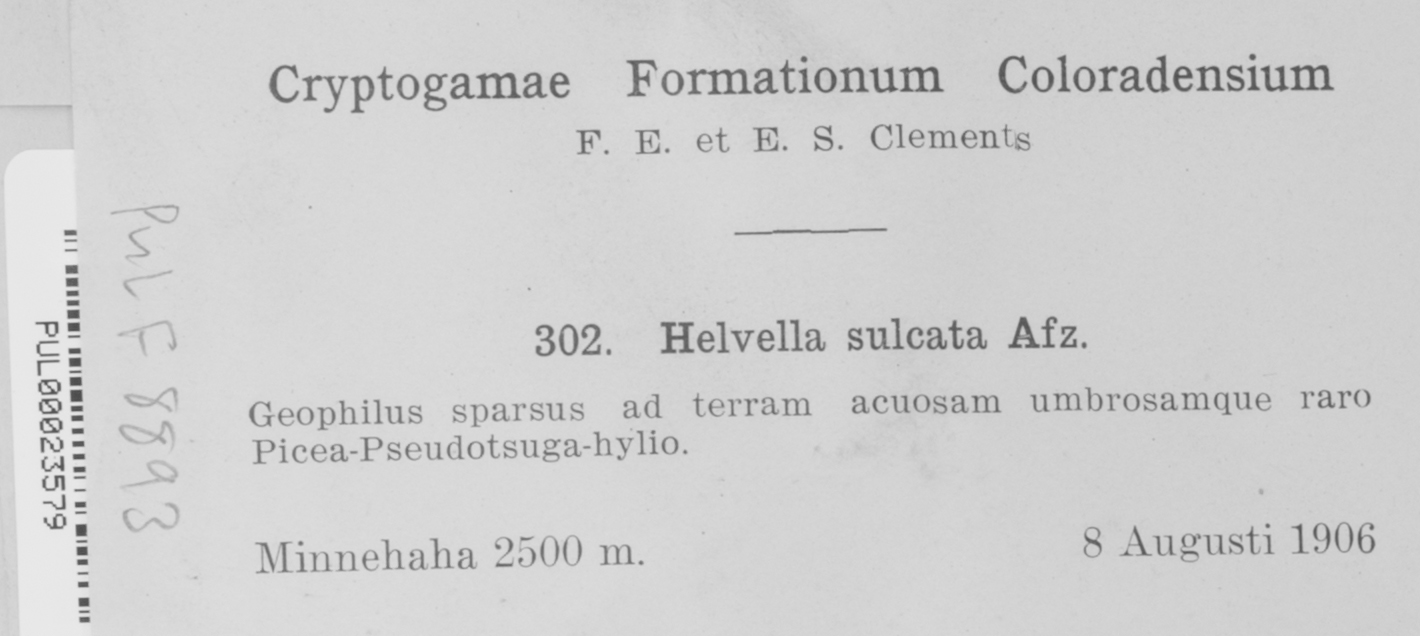 Cryptogamae Formationum Coloradensium
F. E. et E. S. Clements
302. Helvella sulcata Afz.
Geophilus sparsus ad terram acuosam umbrosamque raro
Picea-Pseudotsuga-hylio.
Minnehaha 2500 m.
8 Augusti 1906
Pul F 8893
PUL00023579